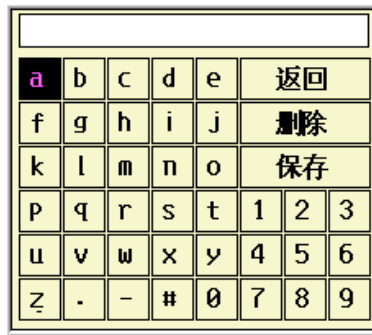 a b c d e 返回
f g h i j 删除
k l m n o 保存
p q r s t 1 2 3
u v w x y 4 5 6
z . - # 0 7 8 9